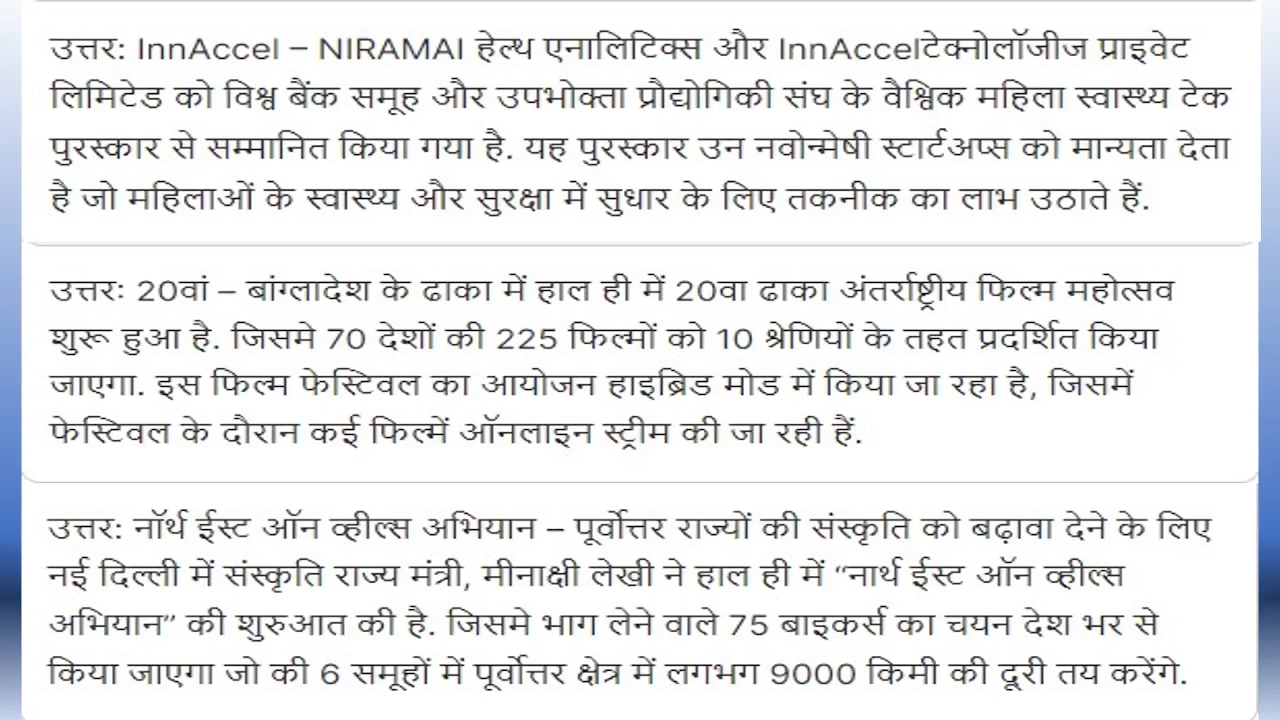 उत्तर: InnAccel – NIRAMAI हेल्थ एनालिटिक्स और InnAccelटेक्नोलॉजीज प्राइवेट
लिमिटेड को विश्व बैंक समूह और उपभोक्ता प्रौद्योगिकी संघ के वैश्विक महिला स्वास्थ्य टेक
पुरस्कार से सम्मानित किया गया है. यह पुरस्कार उन नवोन्मेषी स्टार्टअप्स को मान्यता देता
है जो महिलाओं के स्वास्थ्य और सुरक्षा में सुधार के लिए तकनीक का लाभ उठाते हैं.
उत्तर: 20वां – बांग्लादेश के ढाका में हाल ही में 20वा ढाका अंतर्राष्ट्रीय फिल्म महोत्सव
शुरू हुआ है. जिसमे 70 देशों की 225 फिल्मों को 10 श्रेणियों के तहत प्रदर्शित किया
जाएगा. इस फिल्म फेस्टिवल का आयोजन हाइब्रिड मोड में किया जा रहा है, जिसमें
फेस्टिवल के दौरान कई फिल्में ऑनलाइन स्ट्रीम की जा रही हैं.
उत्तर: नॉर्थ ईस्ट ऑन व्हील्स अभियान – पूर्वोत्तर राज्यों की संस्कृति को बढ़ावा देने के लिए
नई दिल्ली में संस्कृति राज्य मंत्री, मीनाक्षी लेखी ने हाल ही में “नार्थ ईस्ट ऑन व्हील्स
अभियान” की शुरुआत की है. जिसमे भाग लेने वाले 75 बाइकर्स का चयन देश भर से
किया जाएगा जो की 6 समूहों में पूर्वोत्तर क्षेत्र में लगभग 9000 किमी की दूरी तय करेंगे.